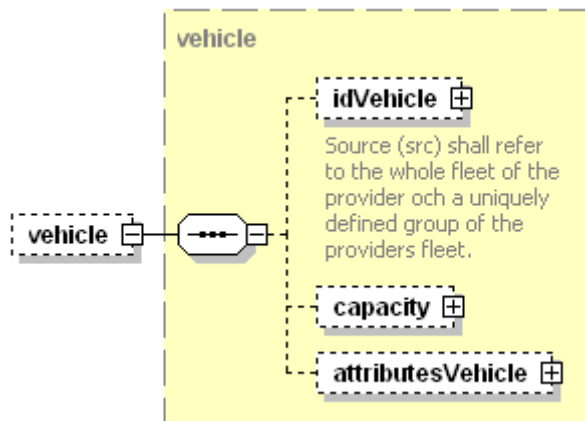 vehicle
idVehicle
Source (src) shall refer
to the whole fleet of the
provider och a uniquely
defined group of the
providers fleet.
vehicle
capacity
attributesVehicle